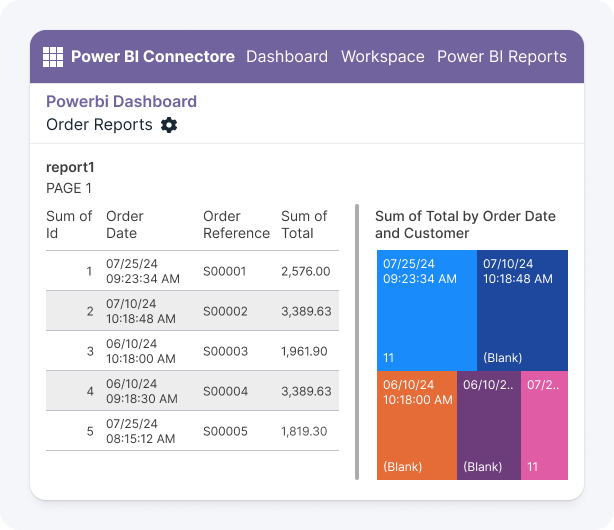 Power BI Connectore Dashboard Workspace Power BI Reports
Powerbi Dashboard
Order Reports
report1
PAGE 1
Sum of Id Order Date Order Reference Sum of Total
1 07/25/24 09:23:34 AM S00001 2,576.00
2 07/10/24 10:18:48 AM S00002 3,389.63
3 06/10/24 10:18:00 AM S00003 1,961.90
4 06/10/24 09:18:30 AM S00004 3,389.63
5 07/25/24 08:15:12 AM S00005 1,819.30
Sum of Total by Order Date
and Customer
07/25/24
09:23:34 AM
11
07/10/24
10:18:48 AM
(Blank)
06/10/24
10:18:00 AM
(Blank)
06/10/2..
(Blank)
07/2..
11